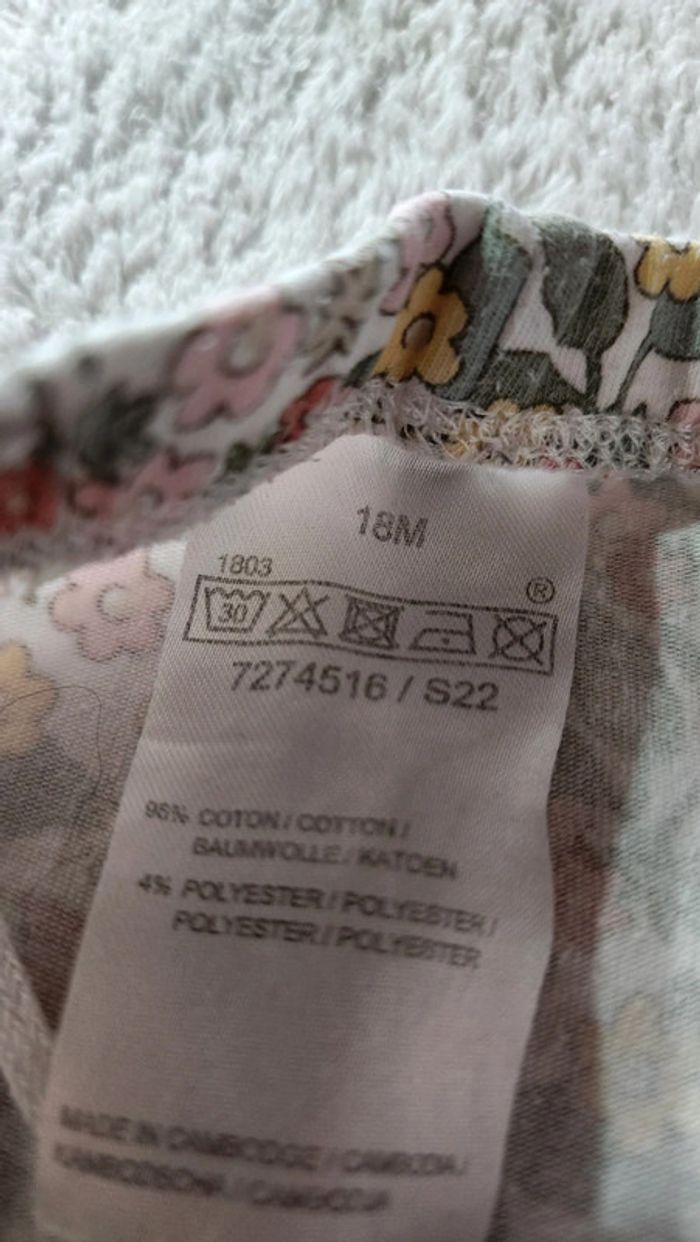 18M
1803
®
30
7274516 / S22
96% COTON / COTTON /
BAUMWOLLE / KATOEN
4% POLYESTER / POLYESTER /
POLYESTER / POLYESTER
MADE IN CAMBODGE / CAMBODIA /
KAMBODSCHA / CAMBODJA